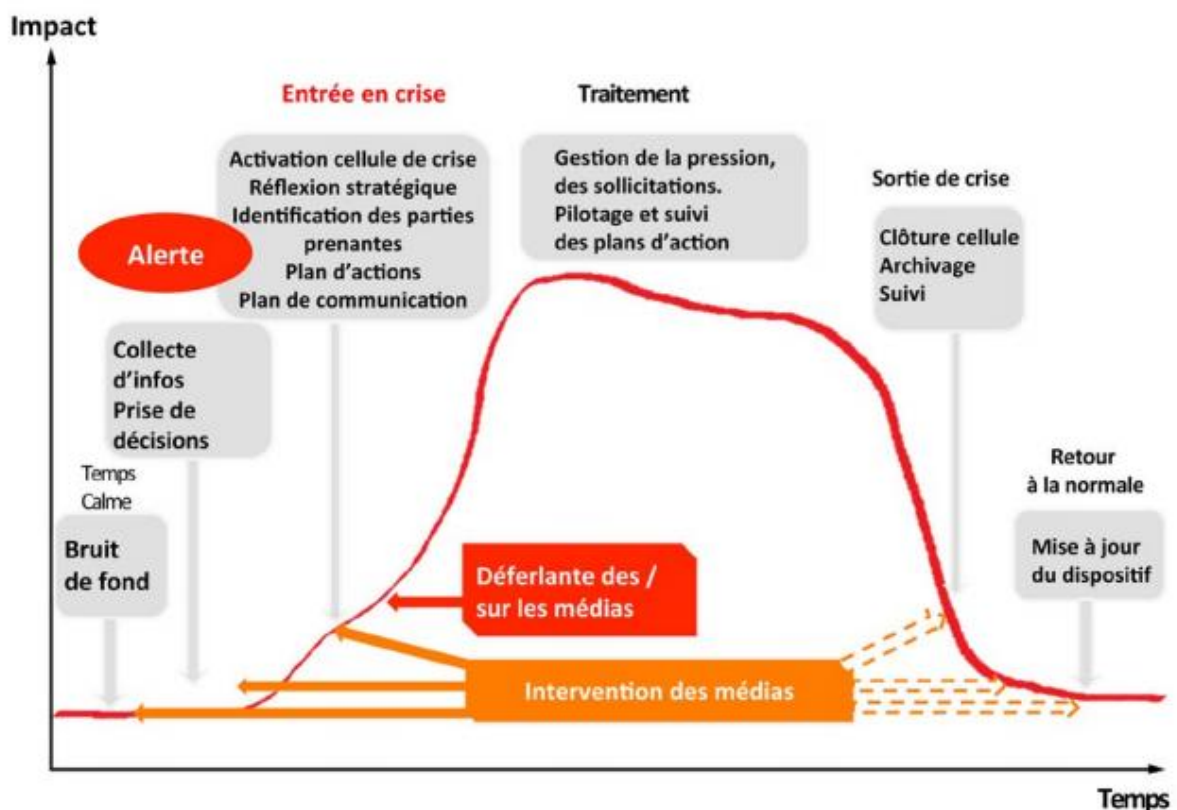 Impact
Entrée en crise
Activation cellule de crise
Réflexion stratégique
Identification des parties
prenantes
Plan d'actions
Plan de communication
Traitement
Gestion de la pression,
des sollicitations.
Pilotage et suivi
des plans d'action
Sortie de crise
Clôture cellule
Archivage
Suivi
Alerte
Collecte
d'infos
Prise de
décisions
Temps
Calme
Bruit
de fond
Retour
à la normale
Mise à jour
du dispositif
Déferlante des /
sur les médias
Intervention des médias
Temps